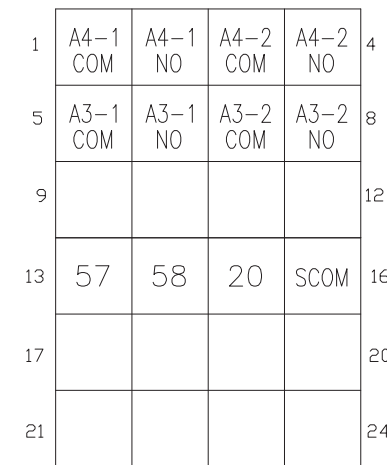 1 A4-1 A4-1 A4-2 A4-2 4
COM NO COM NO
5 A3-1 A3-1 A3-2 A3-2 8
COM NO COM NO
9 12
13 57 58 20 SCOM 16
17 20
21 24